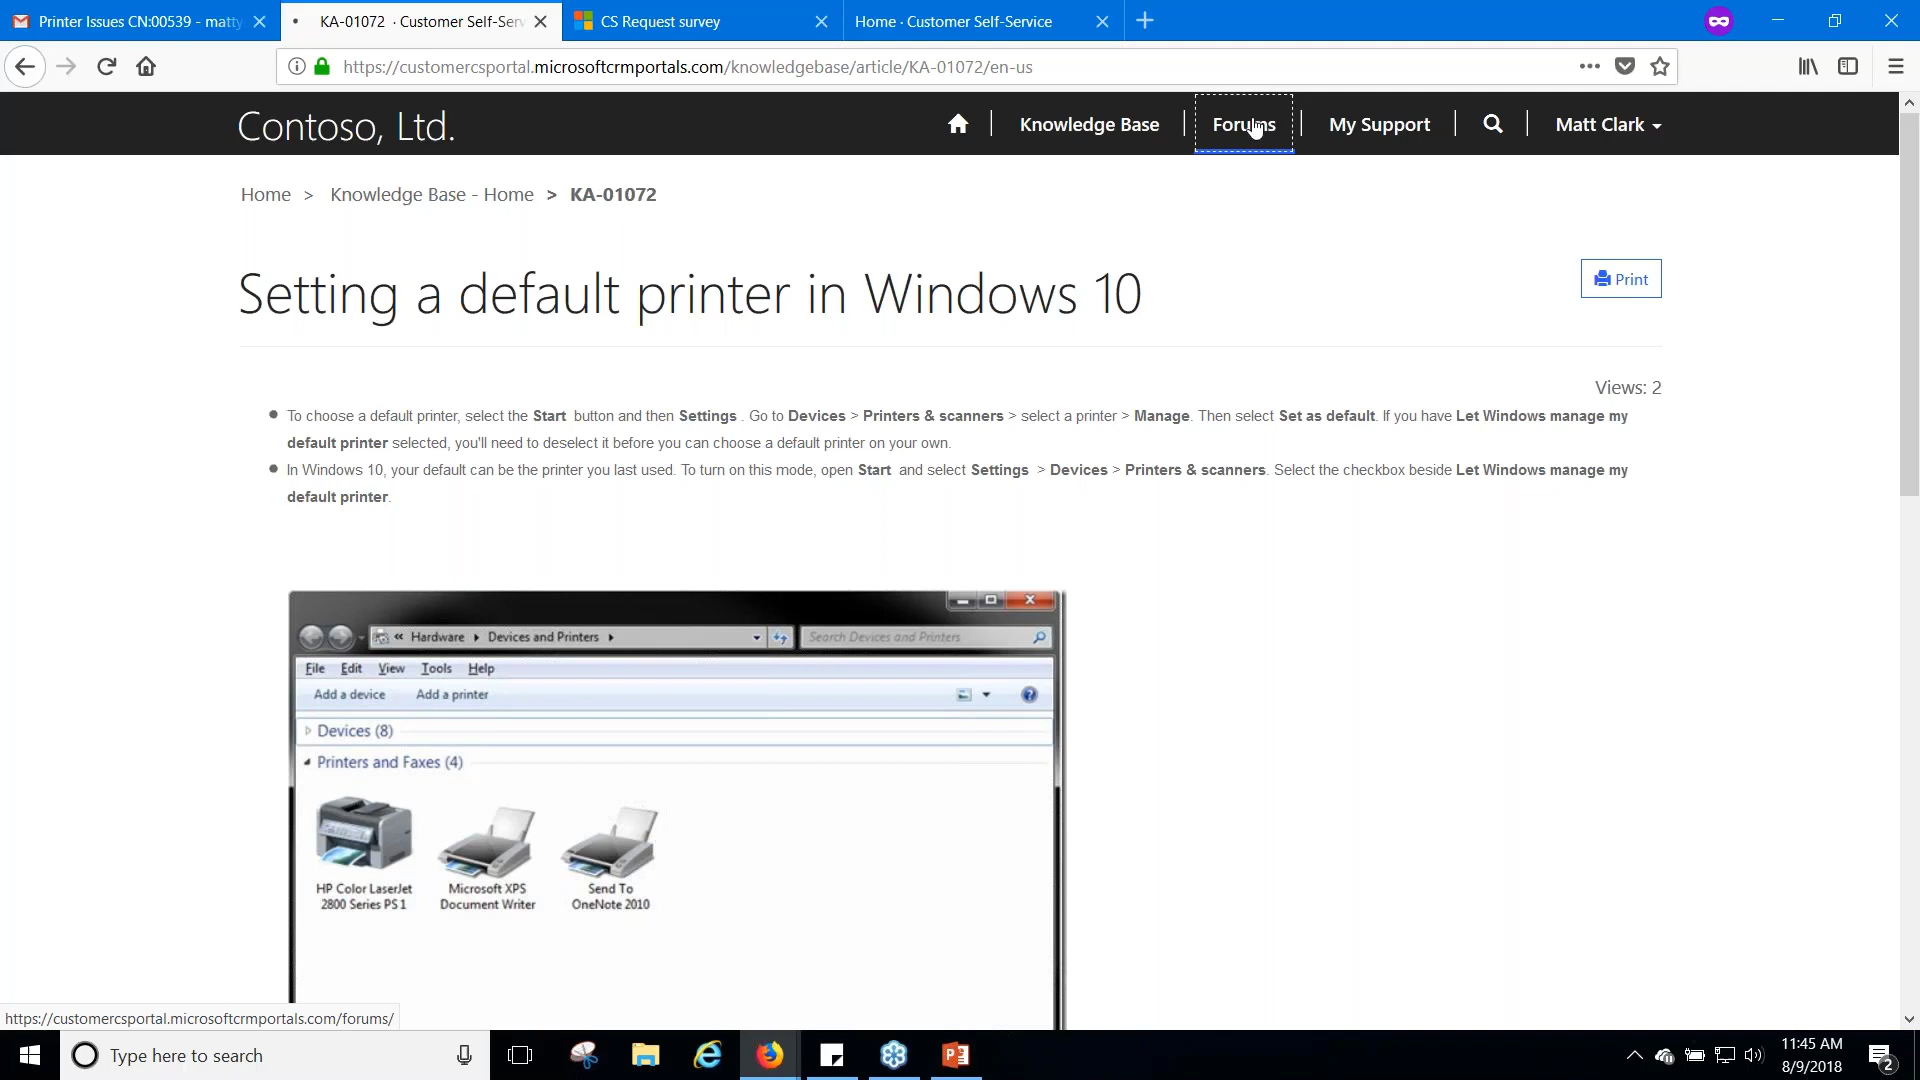 Printer Issues CN:00539 - matty
KA-01072 · Customer Self-Serv
CS Request survey
Home · Customer Self-Service
https://customercsportal.microsoftcrmportals.com/knowledgebase/article/KA-01072/en-us
Contoso, Ltd.
Knowledge Base
Forums
My Support
Matt Clark
Home > Knowledge Base - Home > KA-01072
Setting a default printer in Windows 10
Print
Views: 2
To choose a default printer, select the Start button and then Settings . Go to Devices > Printers & scanners > select a printer > Manage. Then select Set as default. If you have Let Windows manage my
default printer selected, you'll need to deselect it before you can choose a default printer on your own.
In Windows 10, your default can be the printer you last used. To turn on this mode, open Start and select Settings > Devices > Printers & scanners. Select the checkbox beside Let Windows manage my
default printer.
« Hardware Devices and Printers
Search Devices and Printers
File Edit View Tools Help
Add a device Add a printer
Devices (8)
Printers and Faxes (4)
HP Color LaserJet
2800 Series PS 1
Microsoft XPS
Document Writer
Send To
OneNote 2010
https://customercsportal.microsoftcrmportals.com/forums/
Type here to search
11:45 AM
8/9/2018
2